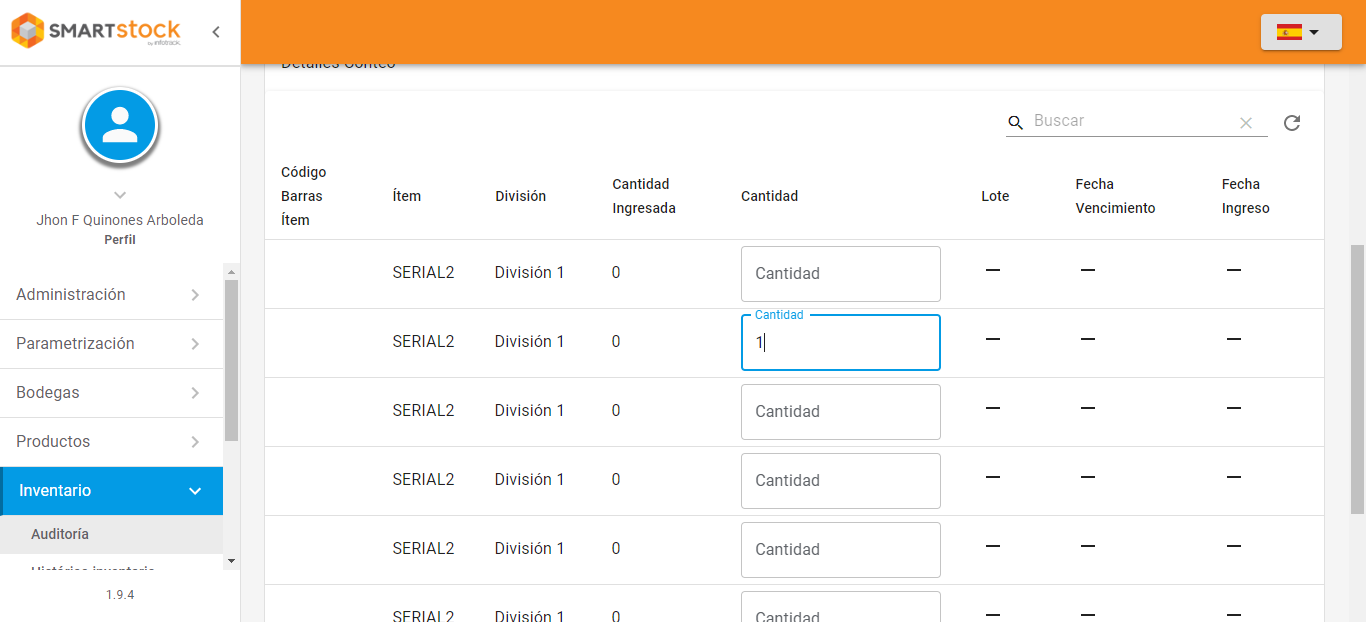 SMARTstock
by infotrack.
Jhon F Quinones Arboleda
Perfil
Administración
Parametrización
Bodegas
Productos
Inventario
Auditoría
Histórico inventario
1.9.4
Detalles Conteo
Buscar
Código Barras Ítem Ítem División Cantidad Ingresada Cantidad Lote Fecha Vencimiento Fecha Ingreso
SERIAL2 División 1 0 Cantidad — — —
Cantidad
SERIAL2 División 1 0 1 — — —
SERIAL2 División 1 0 Cantidad — — —
SERIAL2 División 1 0 Cantidad — — —
SERIAL2 División 1 0 Cantidad — — —
SERIAL2 División 1 0 Cantidad — — —